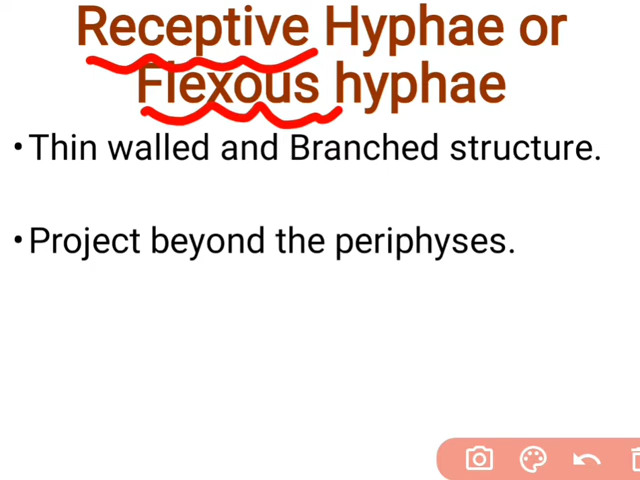 Receptive Hyphae or
Flexous hyphae
•Thin walled and Branched structure.
•Project beyond the periphyses.